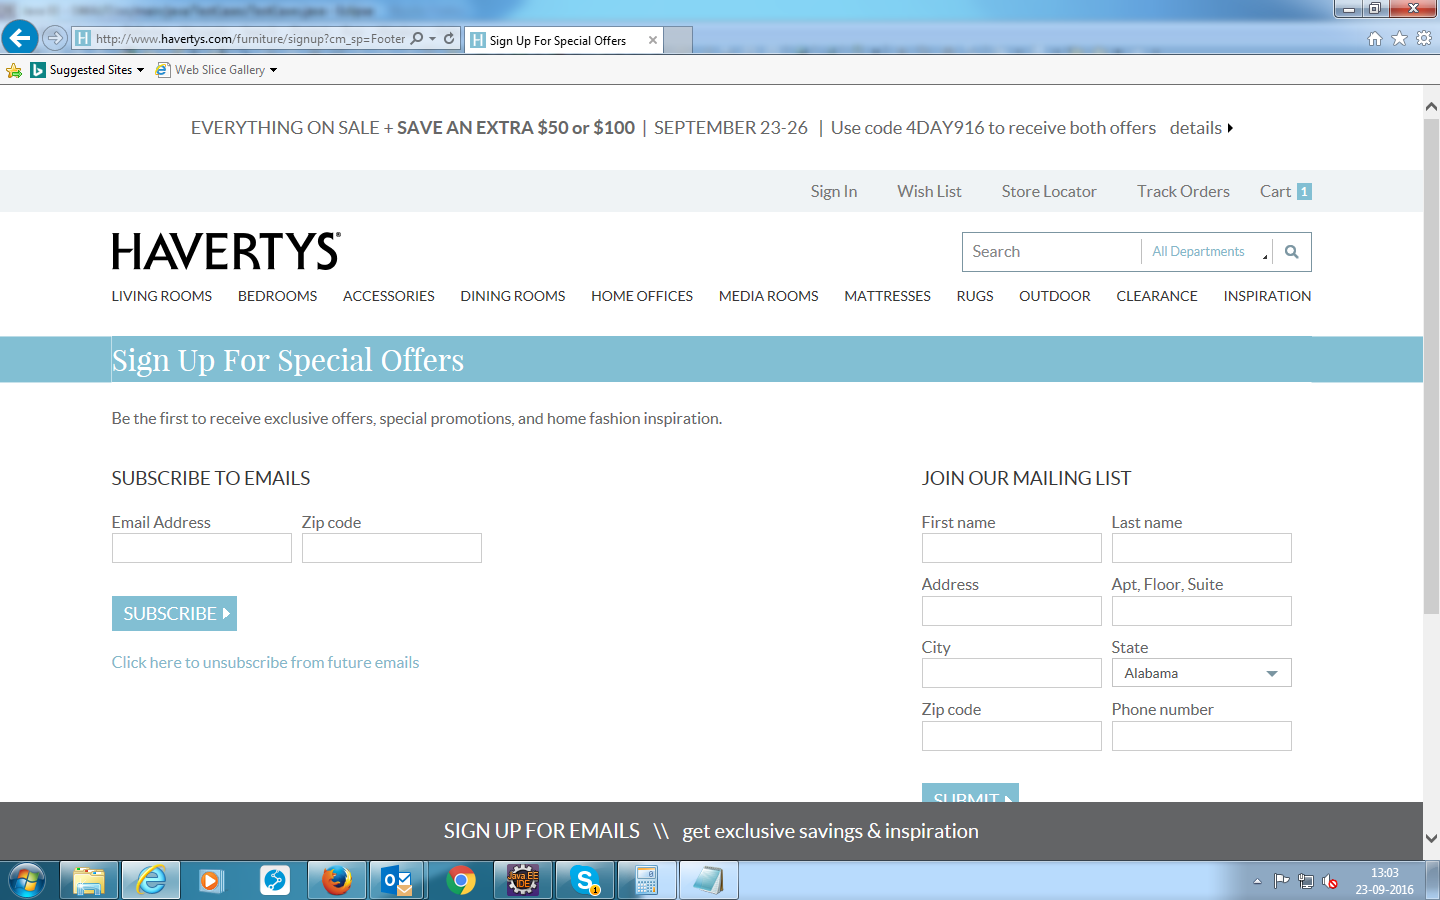 http://www.havertys.com/furniture/signup?cm_sp=Footer
Sign Up For Special Offers
Suggested Sites
Web Slice Gallery
EVERYTHING ON SALE + SAVE AN EXTRA $50 or $100 | SEPTEMBER 23-26 | Use code 4DAY916 to receive both offers details
Sign In Wish List Store Locator Track Orders Cart 1
HAVERTYS®
Search All Departments
LIVING ROOMS BEDROOMS ACCESSORIES DINING ROOMS HOME OFFICES MEDIA ROOMS MATTRESSES RUGS OUTDOOR CLEARANCE INSPIRATION
Sign Up For Special Offers
Be the first to receive exclusive offers, special promotions, and home fashion inspiration.
SUBSCRIBE TO EMAILS
Email Address Zip code
SUBSCRIBE
Click here to unsubscribe from future emails
JOIN OUR MAILING LIST
First name Last name
Address Apt, Floor, Suite
City State
Alabama
Zip code Phone number
SUBMIT
SIGN UP FOR EMAILS \\ get exclusive savings & inspiration
Java EE
IDE
1
13:03
23-09-2016